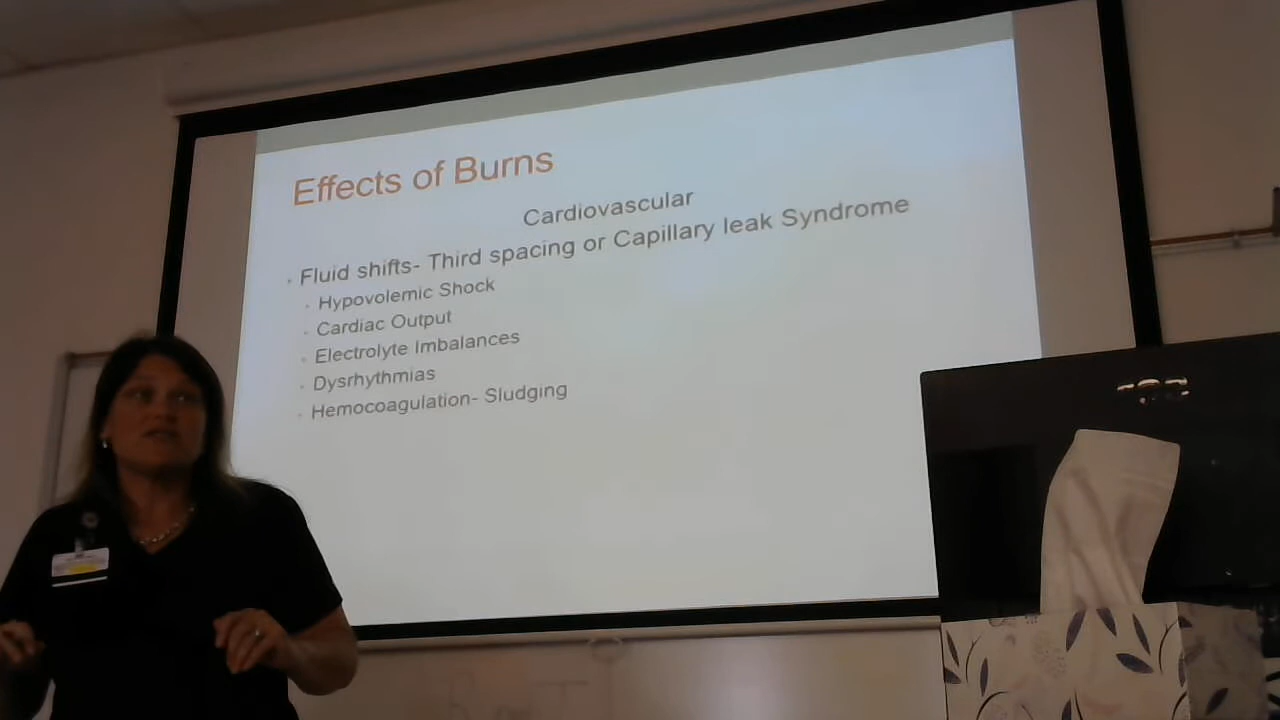 Effects of Burns
Cardiovascular
Fluid shifts- Third spacing or Capillary leak Syndrome
Hypovolemic Shock
Cardiac Output
Electrolyte Imbalances
Dysrhythmias
Hemocoagulation- Sludging